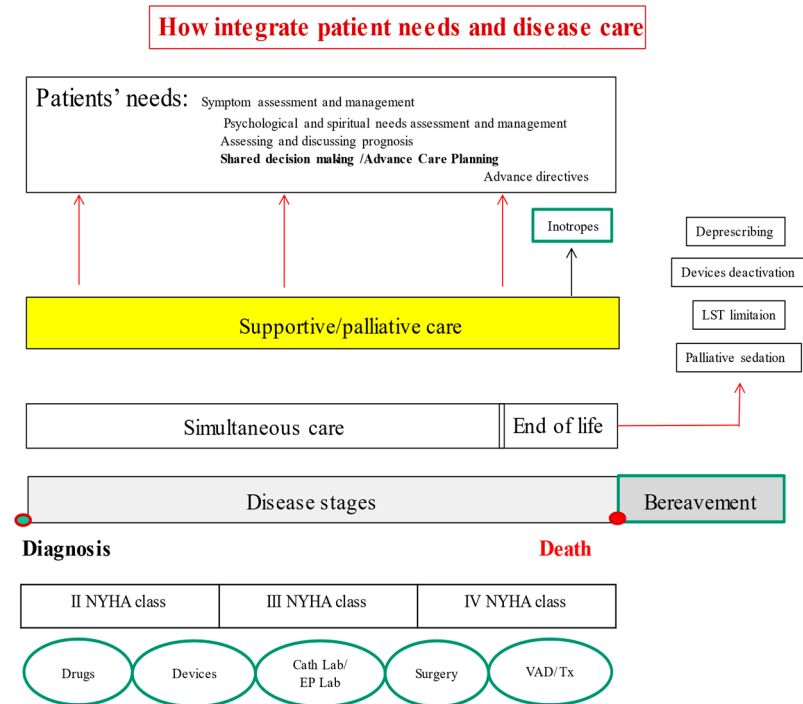 How integrate patient needs and disease care
Patients' needs: Symptom assessment and management
Psychological and spiritual needs assessment and management
Assessing and discussing prognosis
Shared decision making /Advance Care Planning
Advance directives
Inotropes
Deprescribing
Devices deactivation
LST limitaion
Palliative sedation
Supportive/palliative care
Simultaneous care
End of life
Disease stages
Bereavement
Diagnosis
Death
II NYHA class
III NYHA class
IV NYHA class
Drugs
Devices
Cath Lab/
EP Lab
Surgery
VAD/Tx